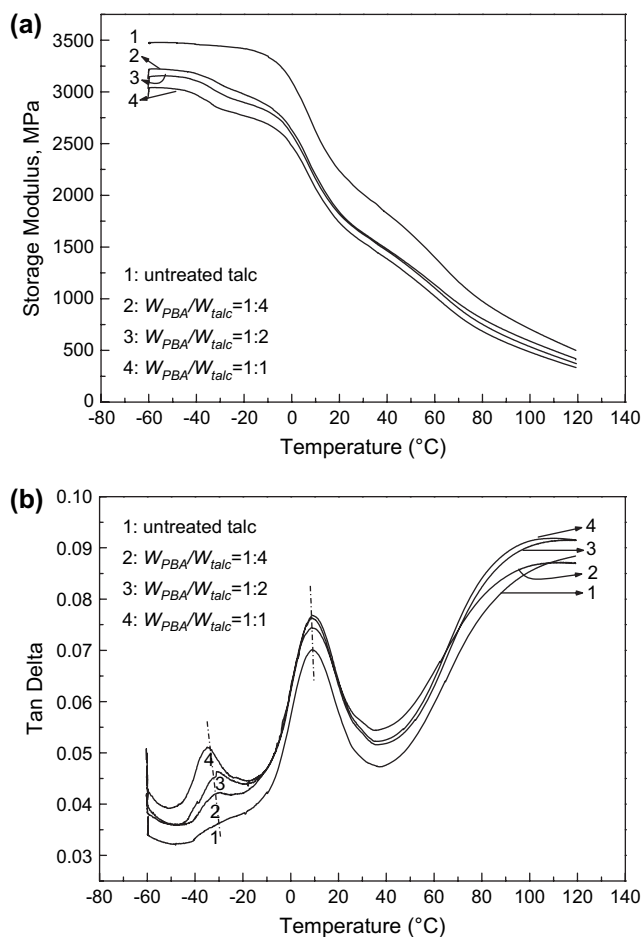 (a)
3500
3000
2500
2000
1500
1000
500
0
Storage Modulus, MPa
1
2
3
4
1: untreated talc
2: W_PBA/W_talc=1:4
3: W_PBA/W_talc=1:2
4: W_PBA/W_talc=1:1
-80 -60 -40 -20 0 20 40 60 80 100 120 140
Temperature (°C)
(b)
0.10
0.09
0.08
0.07
0.06
0.05
0.04
0.03
Tan Delta
1: untreated talc
2: W_PBA/W_talc=1:4
3: W_PBA/W_talc=1:2
4: W_PBA/W_talc=1:1
4
3
2
1
4
3
2
1
-80 -60 -40 -20 0 20 40 60 80 100 120 140
Temperature (°C)